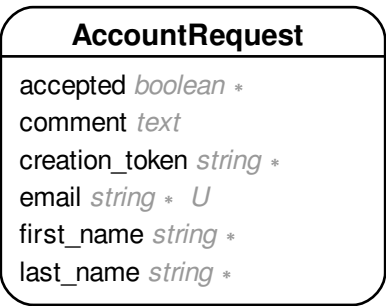 AccountRequest
accepted boolean *
comment text
creation_token string *
email string * U
first_name string *
last_name string *